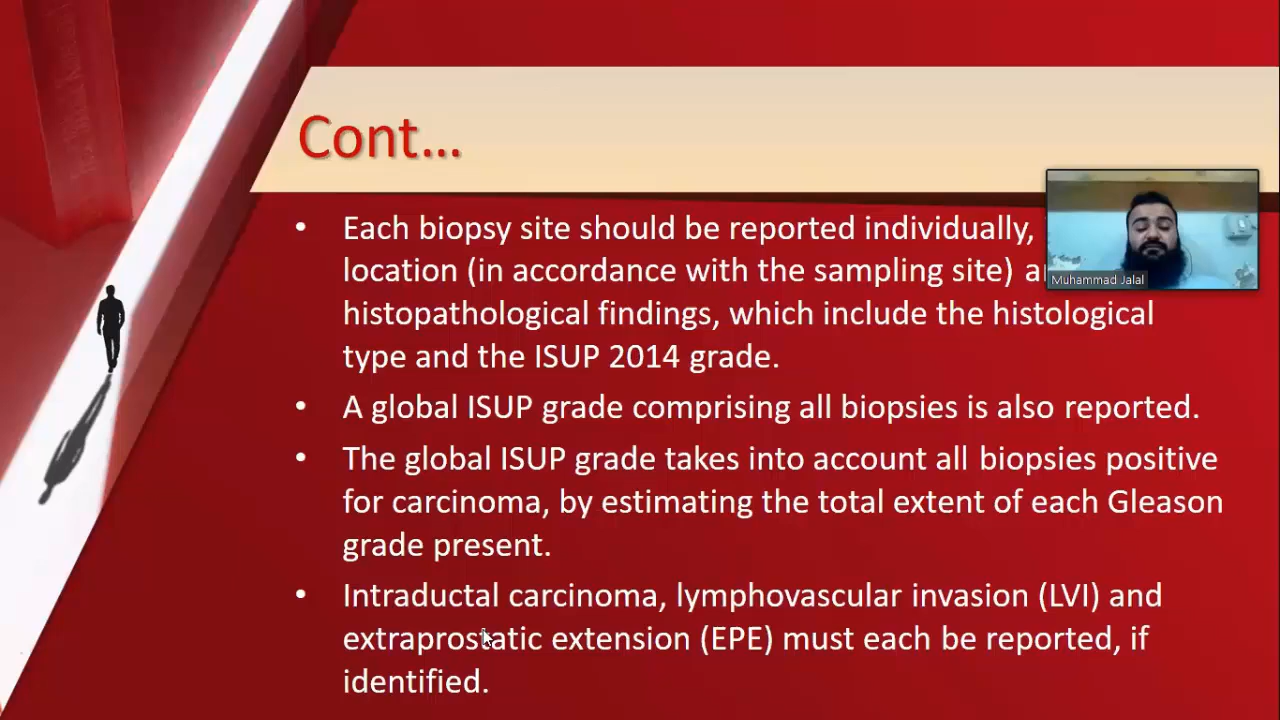 Cont...
• Each biopsy site should be reported individually,
location (in accordance with the sampling site)
histopathological findings, which include the histological
type and the ISUP 2014 grade.
• A global ISUP grade comprising all biopsies is also reported.
• The global ISUP grade takes into account all biopsies positive
for carcinoma, by estimating the total extent of each Gleason
grade present.
• Intraductal carcinoma, lymphovascular invasion (LVI) and
extraprostatic extension (EPE) must each be reported, if
identified.
Muhammad Jalal